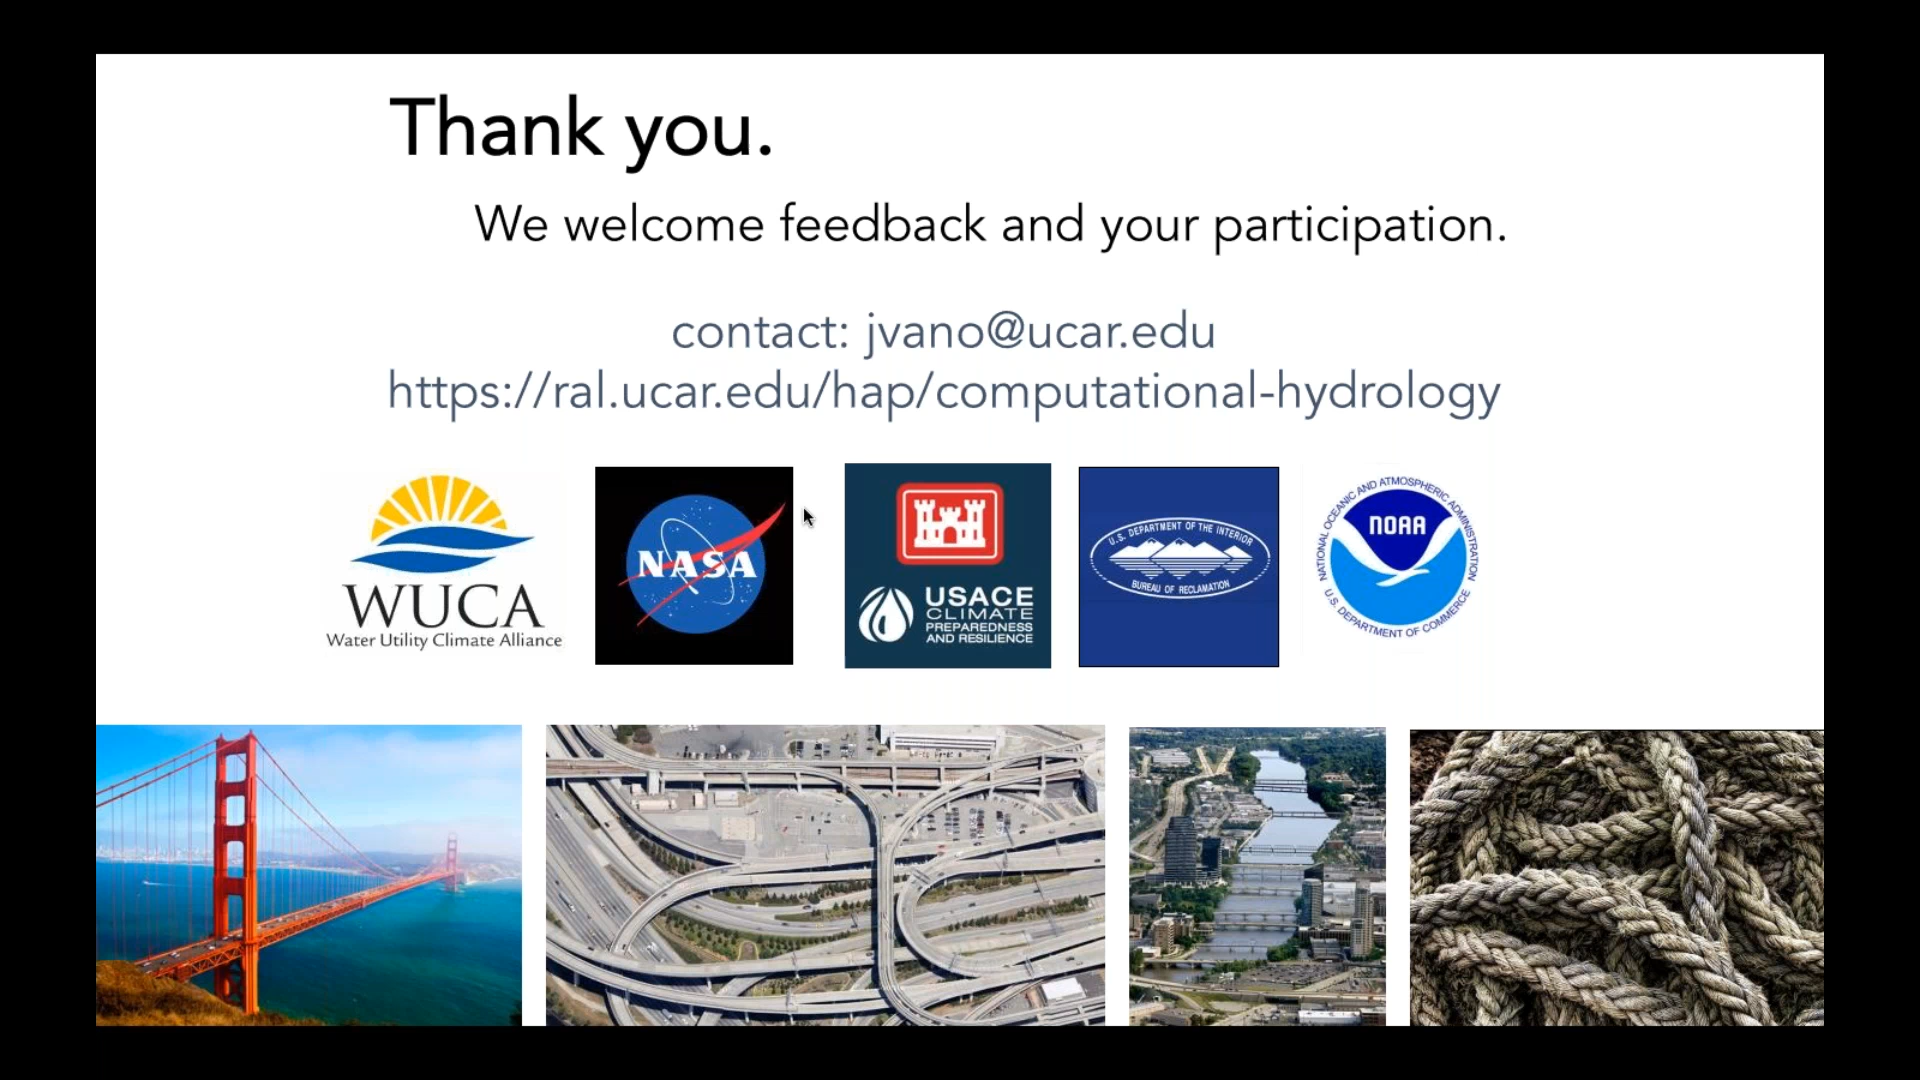 Thank you.
We welcome feedback and your participation.
contact: jvano@ucar.edu
https://ral.ucar.edu/hap/computational-hydrology
WUCA
Water Utility Climate Alliance
NASA
USACE
CLIMATE
PREPAREDNESS
AND RESILIENCE
U.S. DEPARTMENT OF THE INTERIOR
BUREAU OF RECLAMATION
NATIONAL OCEANIC AND ATMOSPHERIC ADMINISTRATION
NOAA
U.S. DEPARTMENT OF COMMERCE